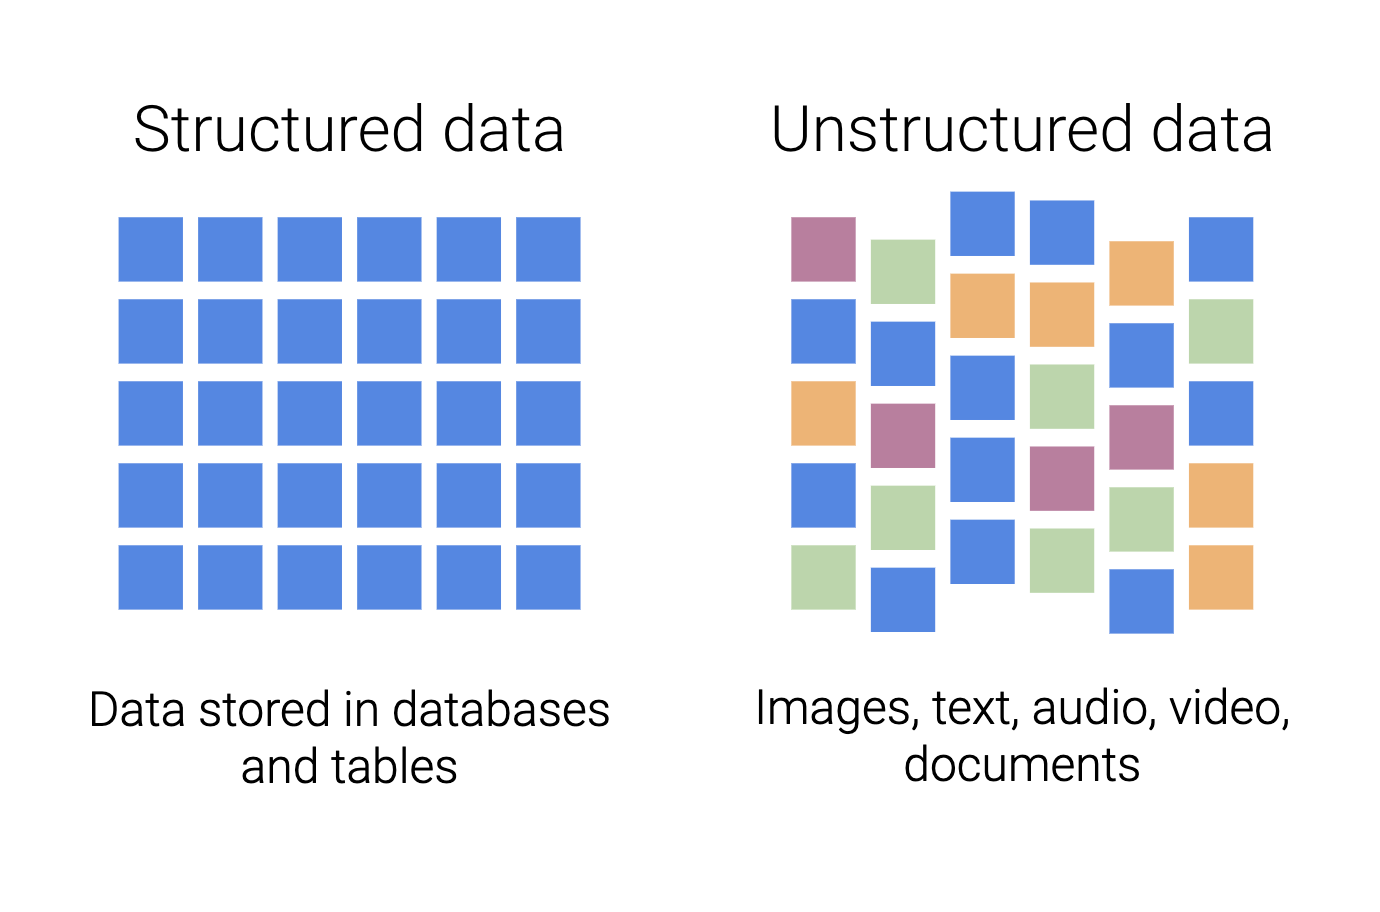 Structured data
Data stored in databases
and tables
Unstructured data
Images, text, audio, video,
documents